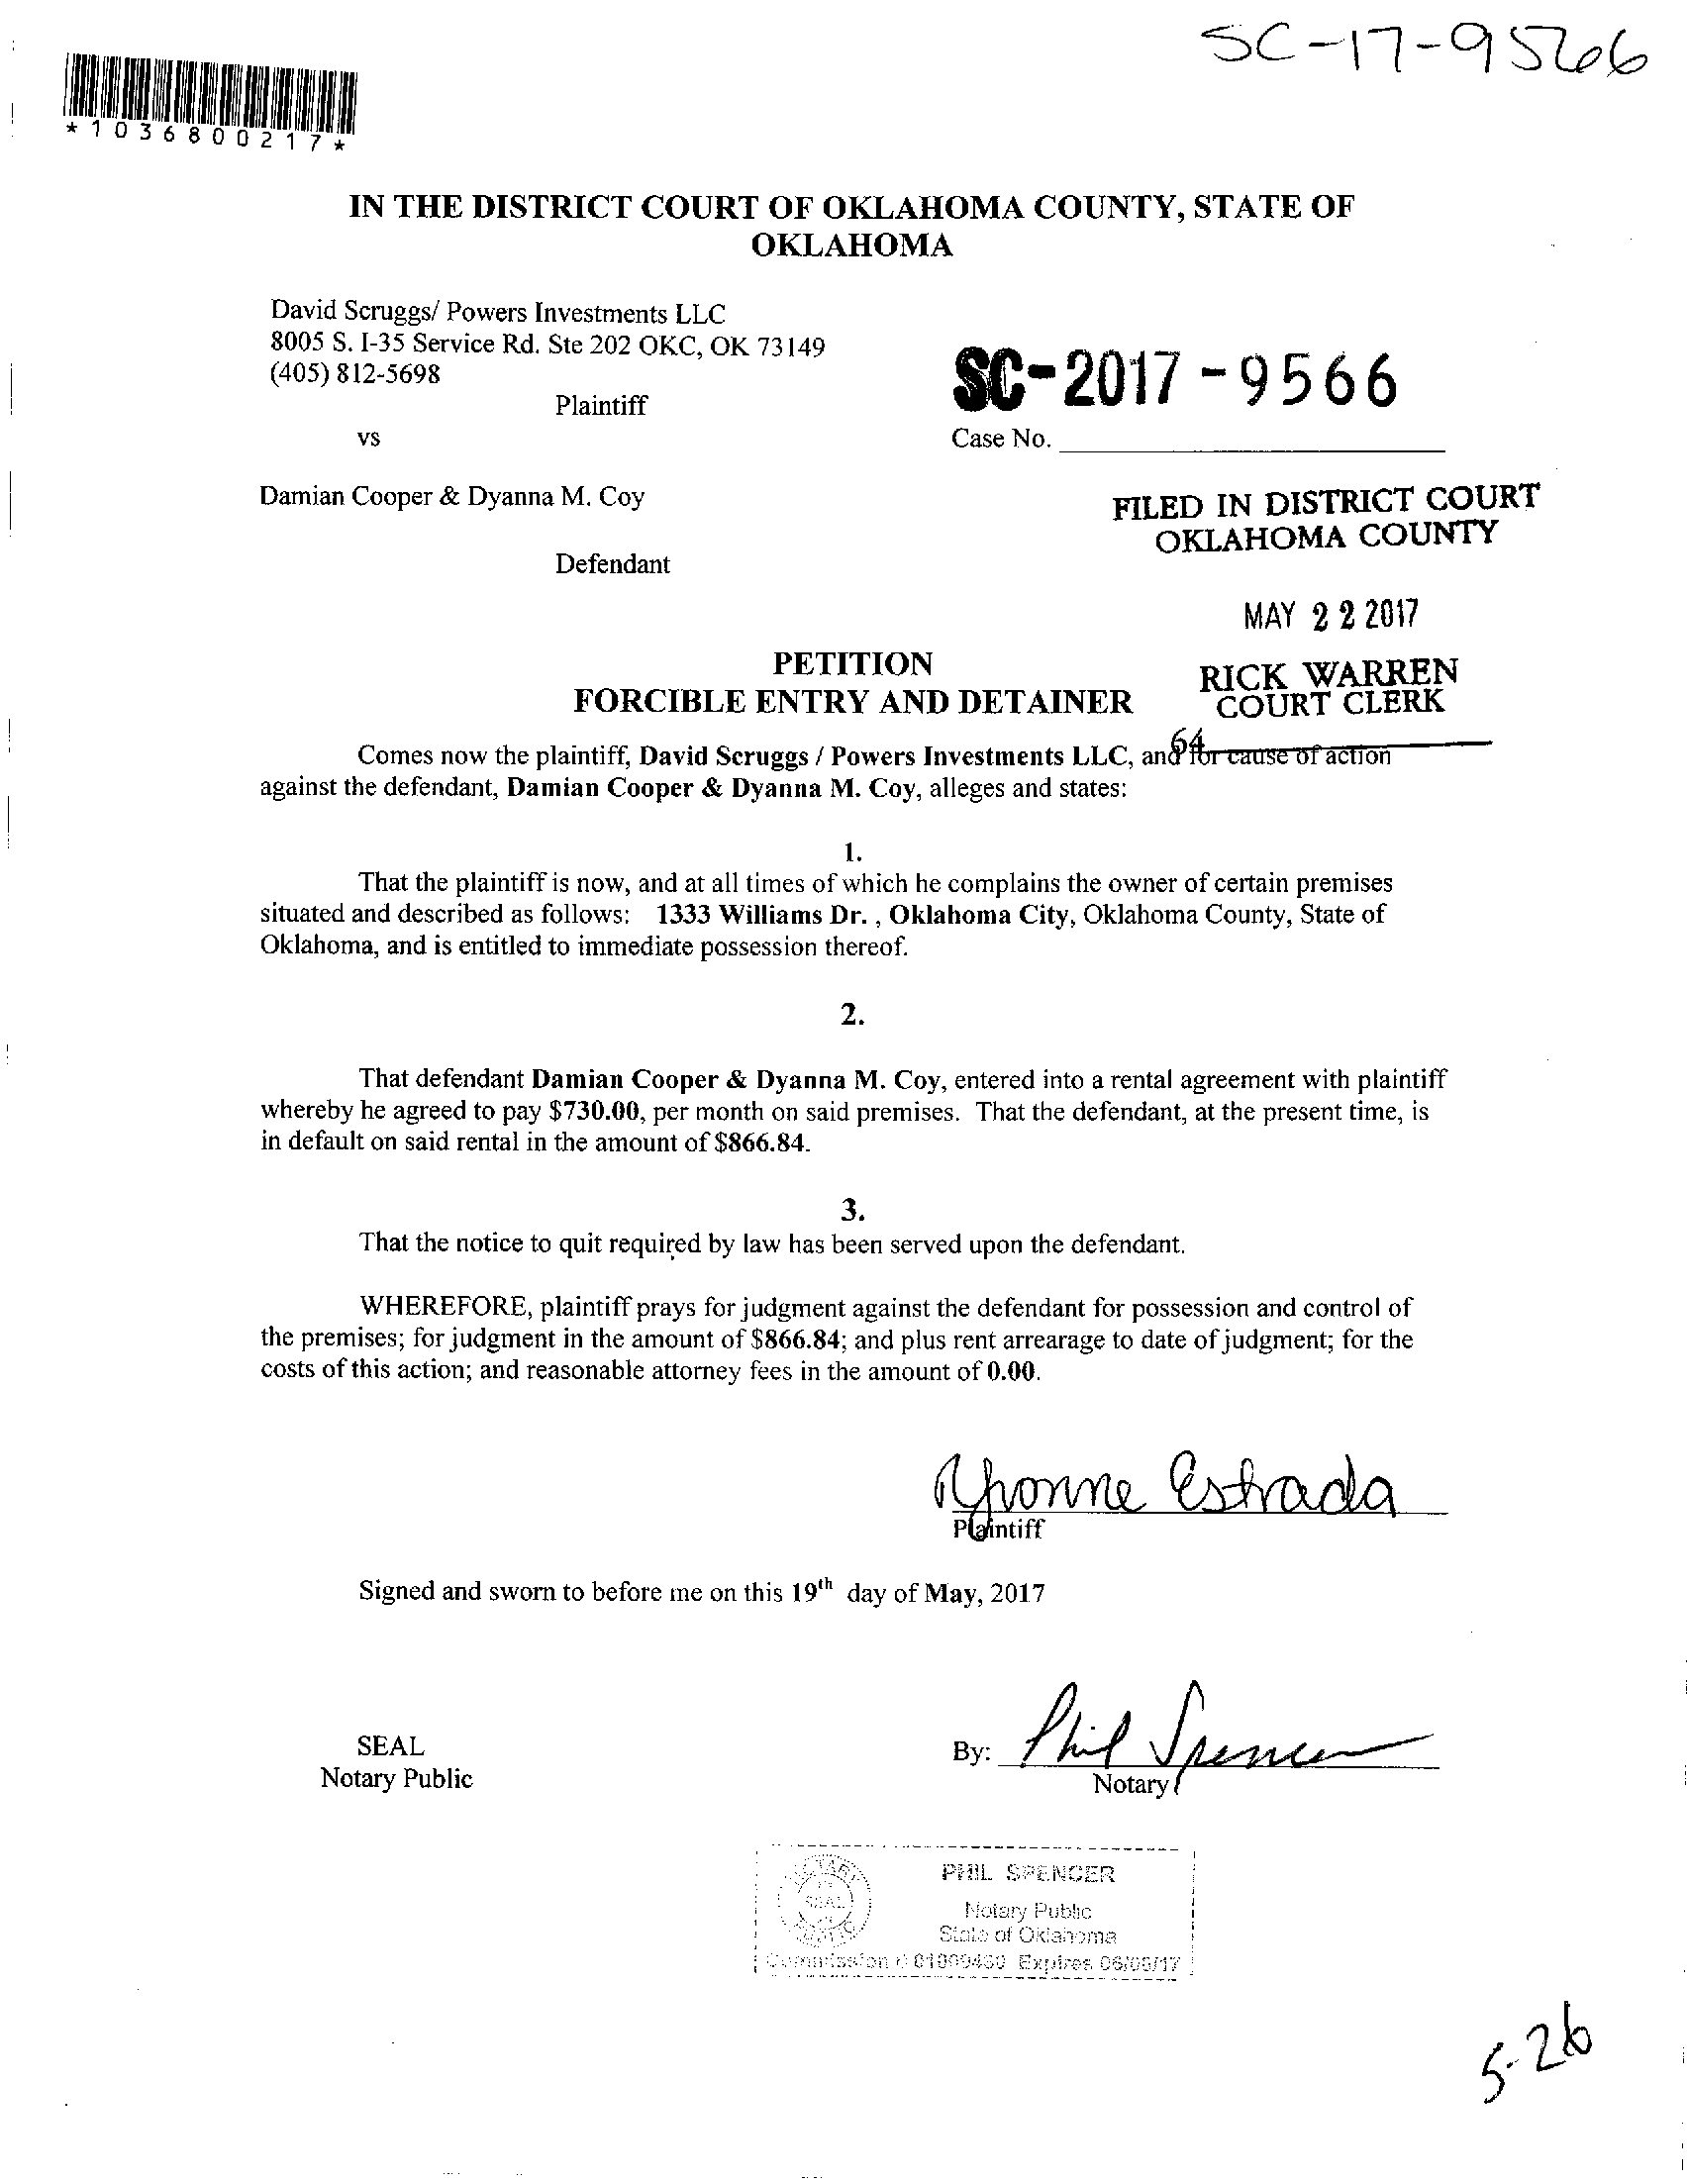 SC-17-9566
*1036800217*
IN THE DISTRICT COURT OF OKLAHOMA COUNTY, STATE OF
OKLAHOMA
David Scruggs/ Powers Investments LLC
8005 S. I-35 Service Rd. Ste 202 OKC, OK 73149
(405) 812-5698
Plaintiff
SC-2017-9566
vs
Case No.
Damian Cooper & Dyanna M. Coy
FILED IN DISTRICT COURT
OKLAHOMA COUNTY
Defendant
MAY 22 2017
PETITION
FORCIBLE ENTRY AND DETAINER
RICK WARREN
COURT CLERK
64
Comes now the plaintiff, David Scruggs / Powers Investments LLC, and for cause of action
against the defendant, Damian Cooper & Dyanna M. Coy, alleges and states:
1.
That the plaintiff is now, and at all times of which he complains the owner of certain premises
situated and described as follows: 1333 Williams Dr. , Oklahoma City, Oklahoma County, State of
Oklahoma, and is entitled to immediate possession thereof.
2.
That defendant Damian Cooper & Dyanna M. Coy, entered into a rental agreement with plaintiff
whereby he agreed to pay $730.00, per month on said premises. That the defendant, at the present time, is
in default on said rental in the amount of $866.84.
3.
That the notice to quit required by law has been served upon the defendant.
WHEREFORE, plaintiff prays for judgment against the defendant for possession and control of
the premises; for judgment in the amount of $866.84; and plus rent arrearage to date of judgment; for the
costs of this action; and reasonable attorney fees in the amount of 0.00.
Yvonne Estrada
Plaintiff
Signed and sworn to before me on this 19th day of May, 2017
SEAL
Notary Public
By: Phil Spencer
Notary
PHIL SPENCER
Notary Public
State of Oklahoma
Commission # Expires
NOTARY
SEAL
PUBLIC
5-26